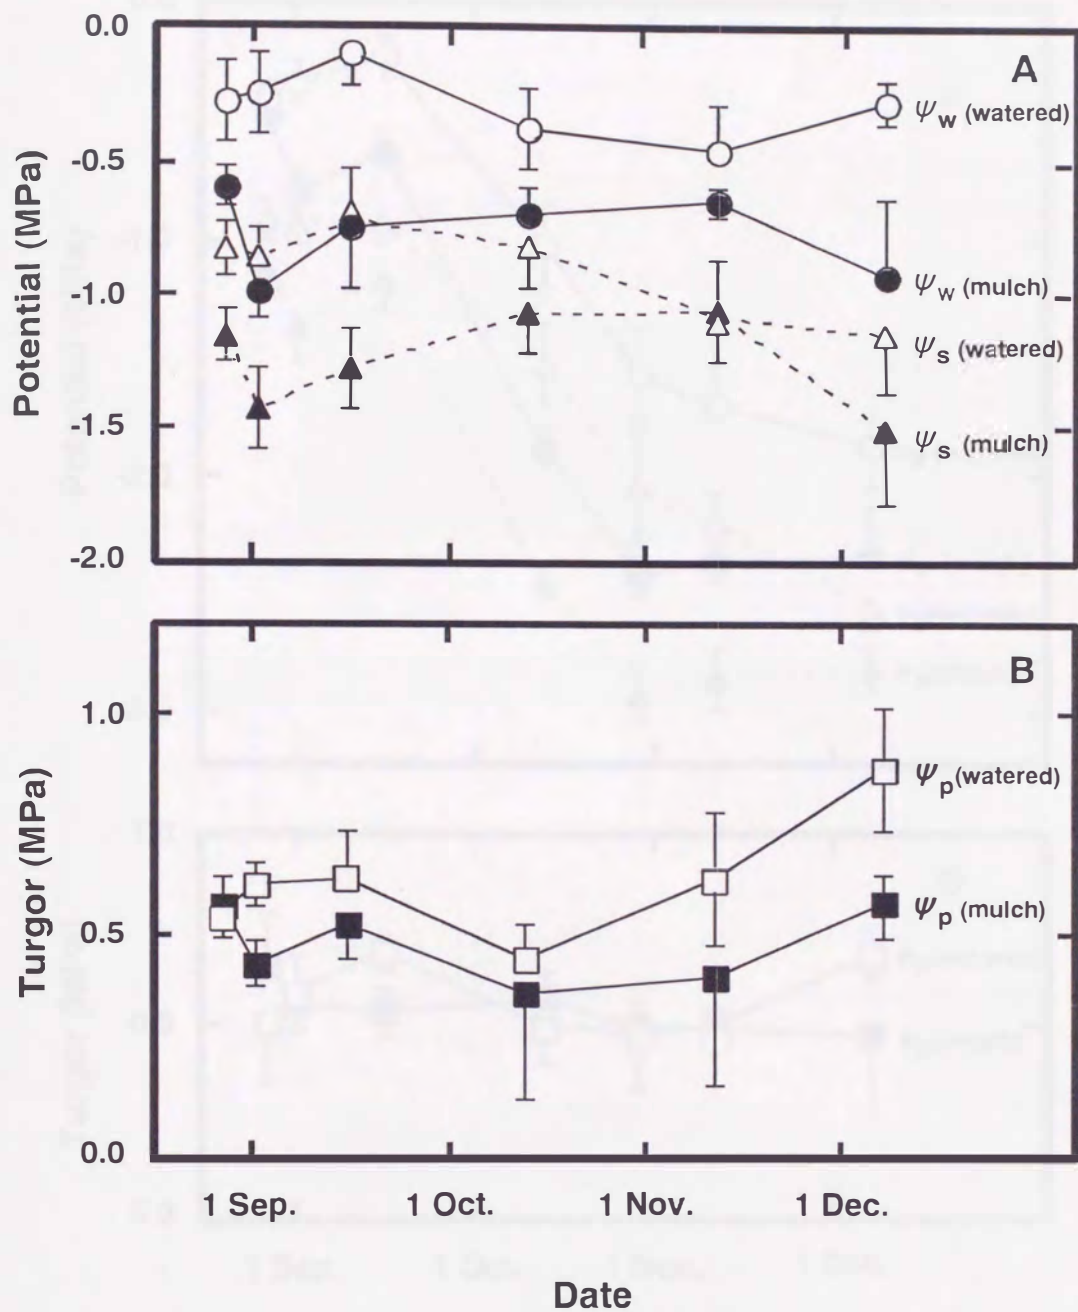 0.0
A
ψw (watered)
-0.5
Potential (MPa)
-1.0
ψw (mulch)
ψs (watered)
-1.5
ψs (mulch)
-2.0
B
1.0
ψp (watered)
Turgor (MPa)
0.5
ψp (mulch)
0.0
1 Sep. 1 Oct. 1 Nov. 1 Dec.
Date